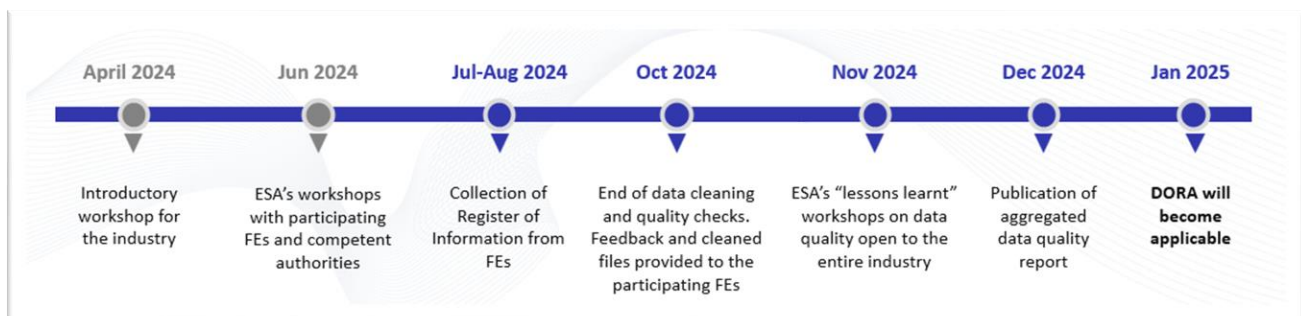 April 2024
Jun 2024
Jul-Aug 2024
Oct 2024
Nov 2024
Dec 2024
Jan 2025
Introductory
workshop for
the industry
ESA’s workshops
with participating
FEs and competent
authorities
Collection of
Register of
Information from
FEs
End of data cleaning
and quality checks.
Feedback and cleaned
files provided to the
participating FEs
ESA’s “lessons learnt”
workshops on data
quality open to the
entire industry
Publication of
aggregated
data quality
report
DORA will
become
applicable